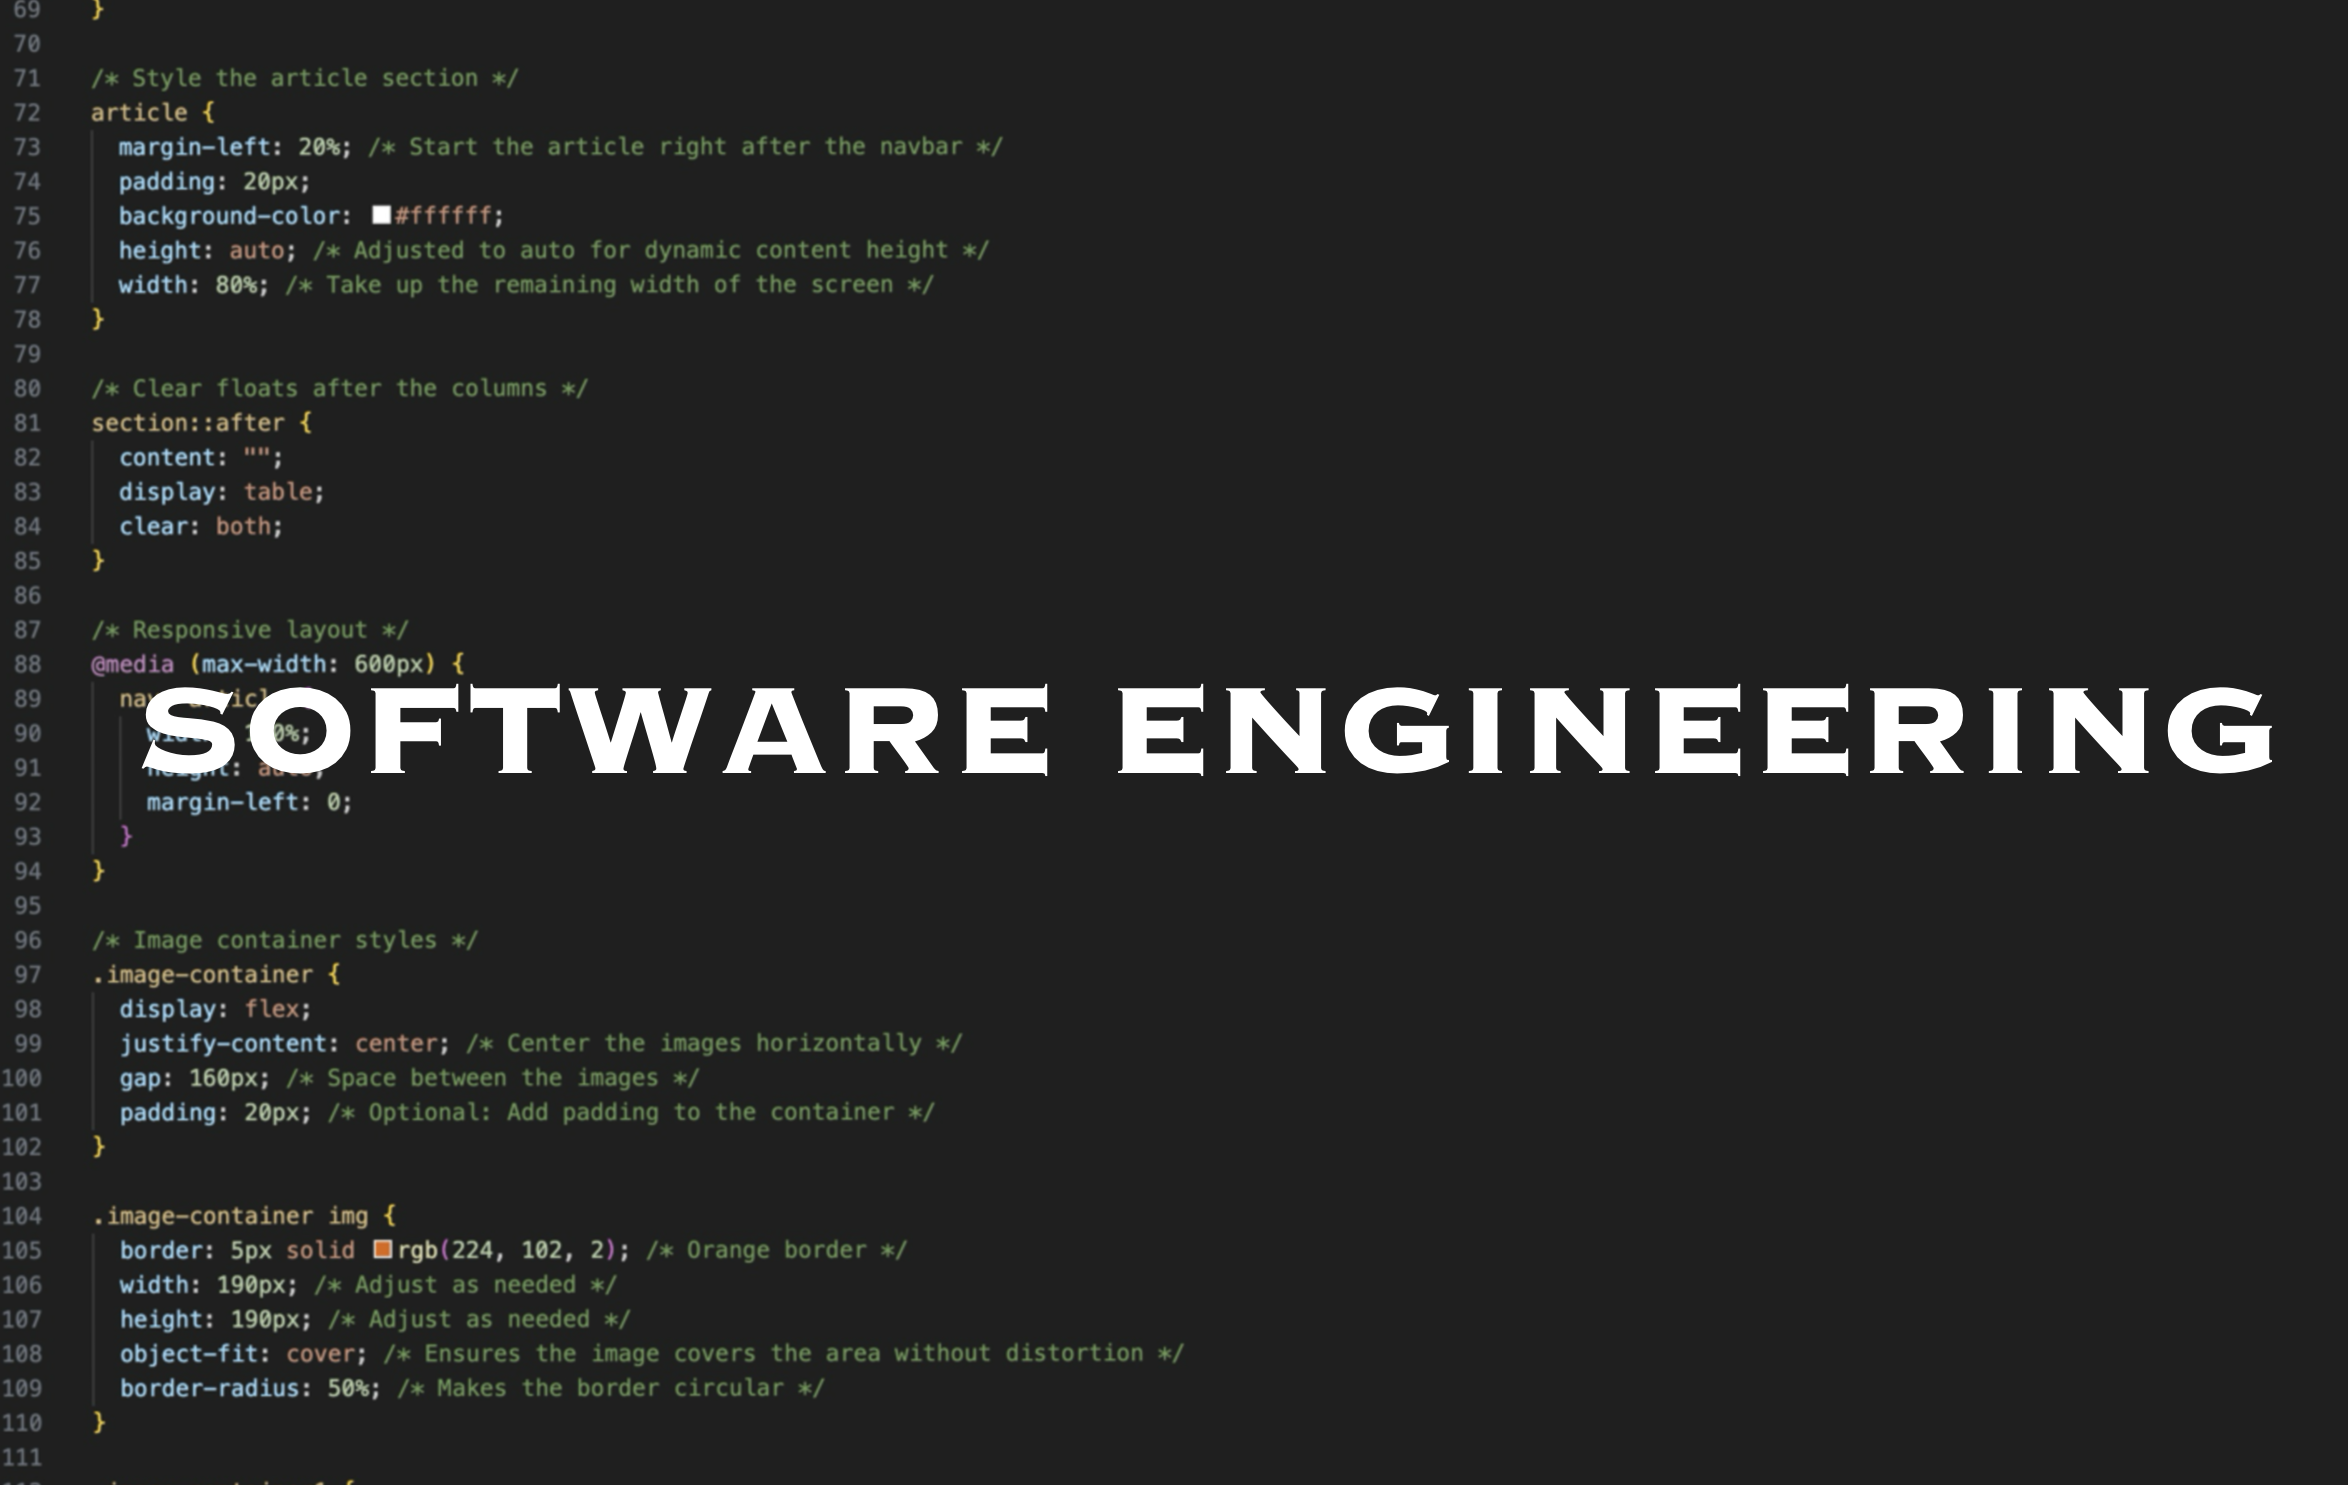 69 }
70
71 /* Style the article section */
72 article {
73 margin-left: 20%; /* Start the article right after the navbar */
74 padding: 20px;
75 background-color: #ffffff;
76 height: auto; /* Adjusted to auto for dynamic content height */
77 width: 80%; /* Take up the remaining width of the screen */
78 }
79
80 /* Clear floats after the columns */
81 section::after {
82 content: "";
83 display: table;
84 clear: both;
85 }
86
87 /* Responsive layout */
88 @media (max-width: 600px) {
89
SOFTWARE ENGINEERING
90
91
92 margin-left: 0;
93 }
94 }
95
96 /* Image container styles */
97 .image-container {
98 display: flex;
99 justify-content: center; /* Center the images horizontally */
100 gap: 160px; /* Space between the images */
101 padding: 20px; /* Optional: Add padding to the container */
102 }
103
104 .image-container img {
105 border: 5px solid rgb(224, 102, 2); /* Orange border */
106 width: 190px; /* Adjust as needed */
107 height: 190px; /* Adjust as needed */
108 object-fit: cover; /* Ensures the image covers the area without distortion */
109 border-radius: 50%; /* Makes the border circular */
110 }
111